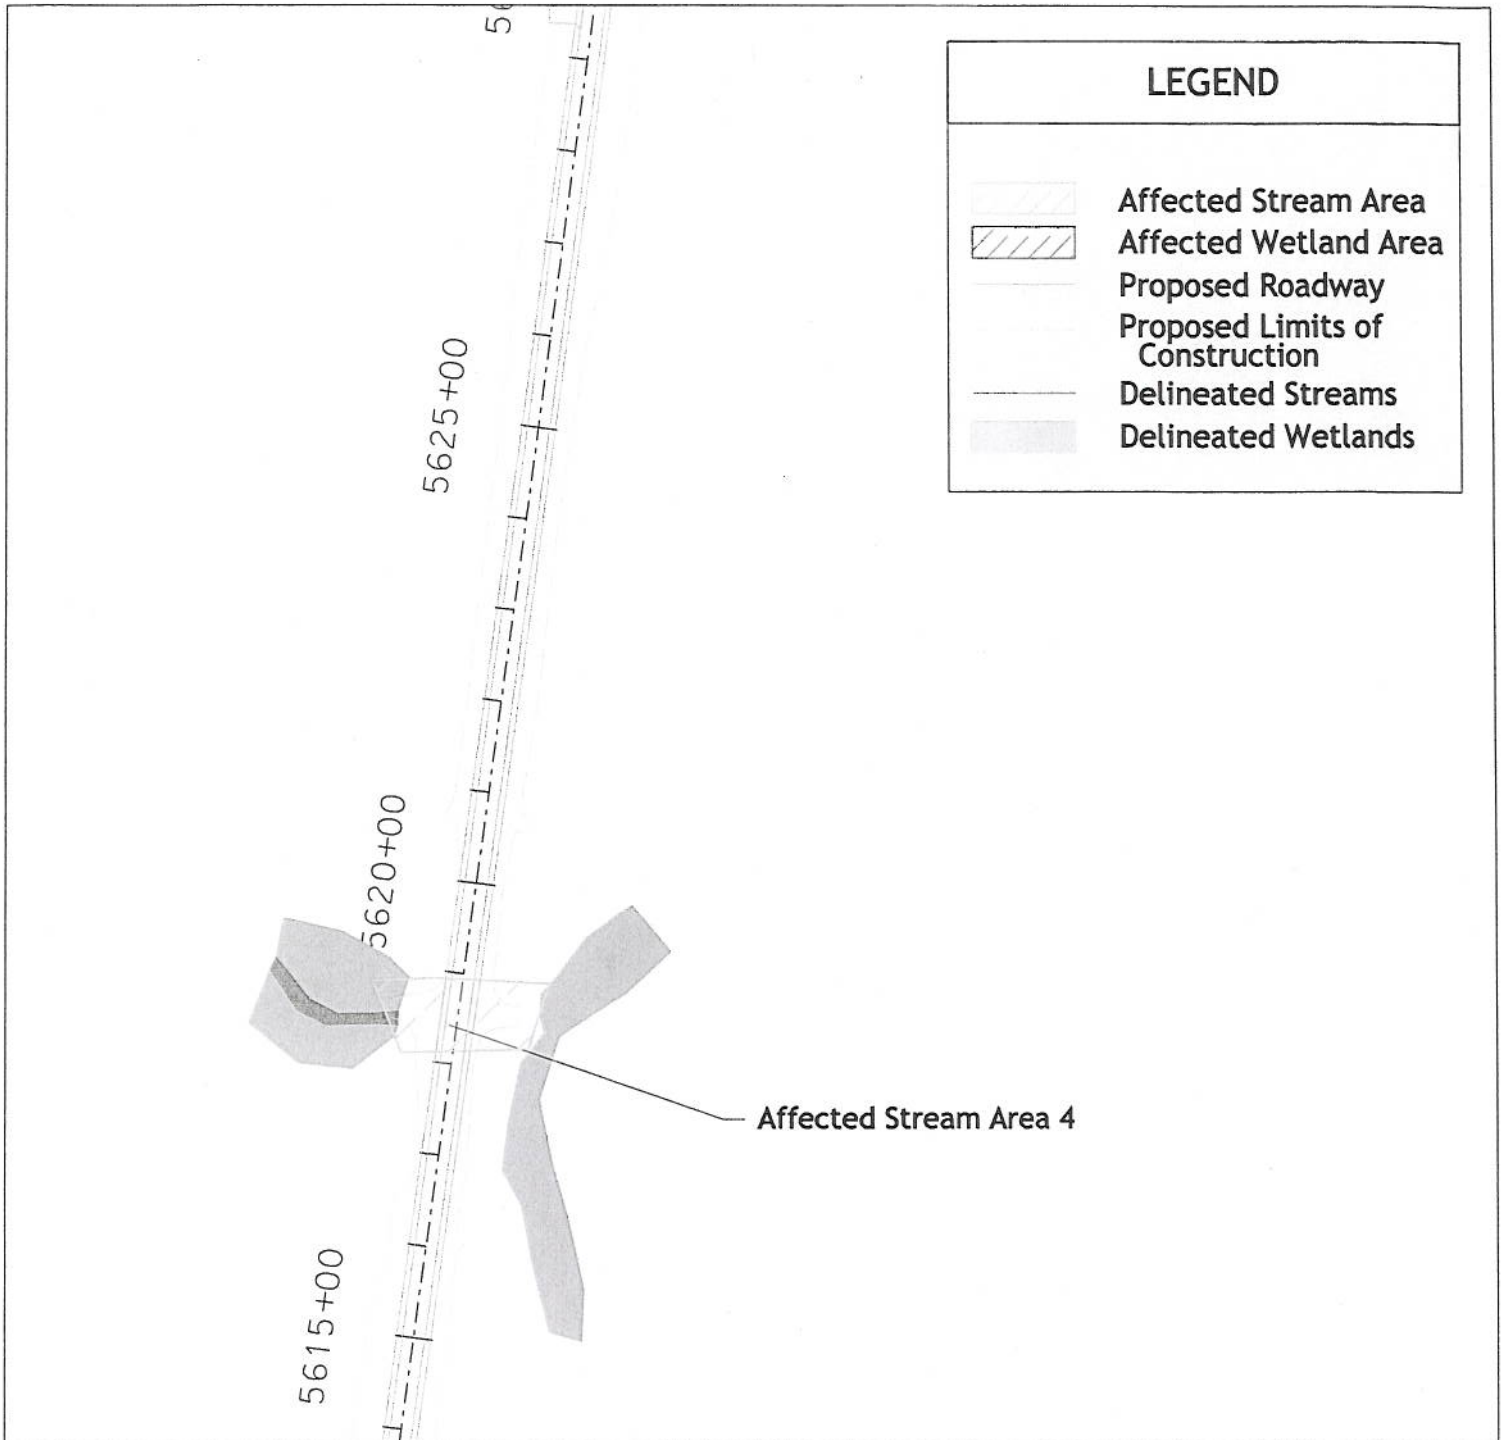 LEGEND
Affected Stream Area
Affected Wetland Area
Proposed Roadway
Proposed Limits of
Construction
Delineated Streams
Delineated Wetlands
5625+00
5620+00
Affected Stream Area 4
5615+00